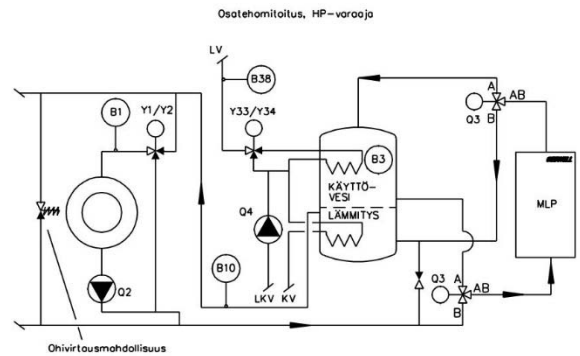 Osatehomitoitus, HP-varaaja
LV
B38
B1
Y1/Y2
Y33/Y34
B3
KÄYTTÖ-
VESI
LÄMMITYS
Q4
Q2
B10
LKV
KV
Q3
A
AB
B
MLP
Q3
A
AB
B
Ohivirtausmahdollisuus